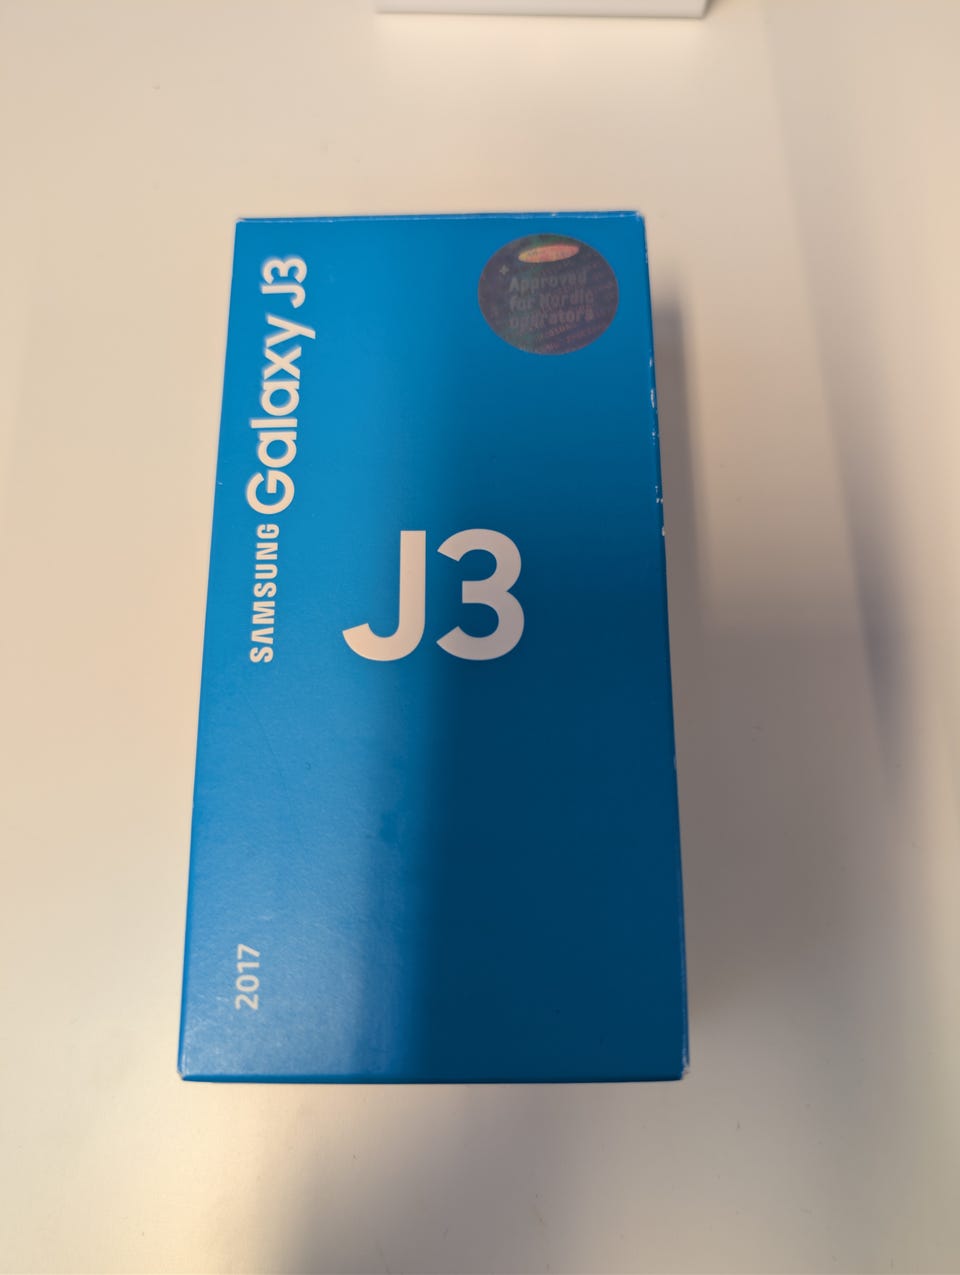 SAMSUNG Galaxy J3
Approved
for Nordic
operators
J3
2017